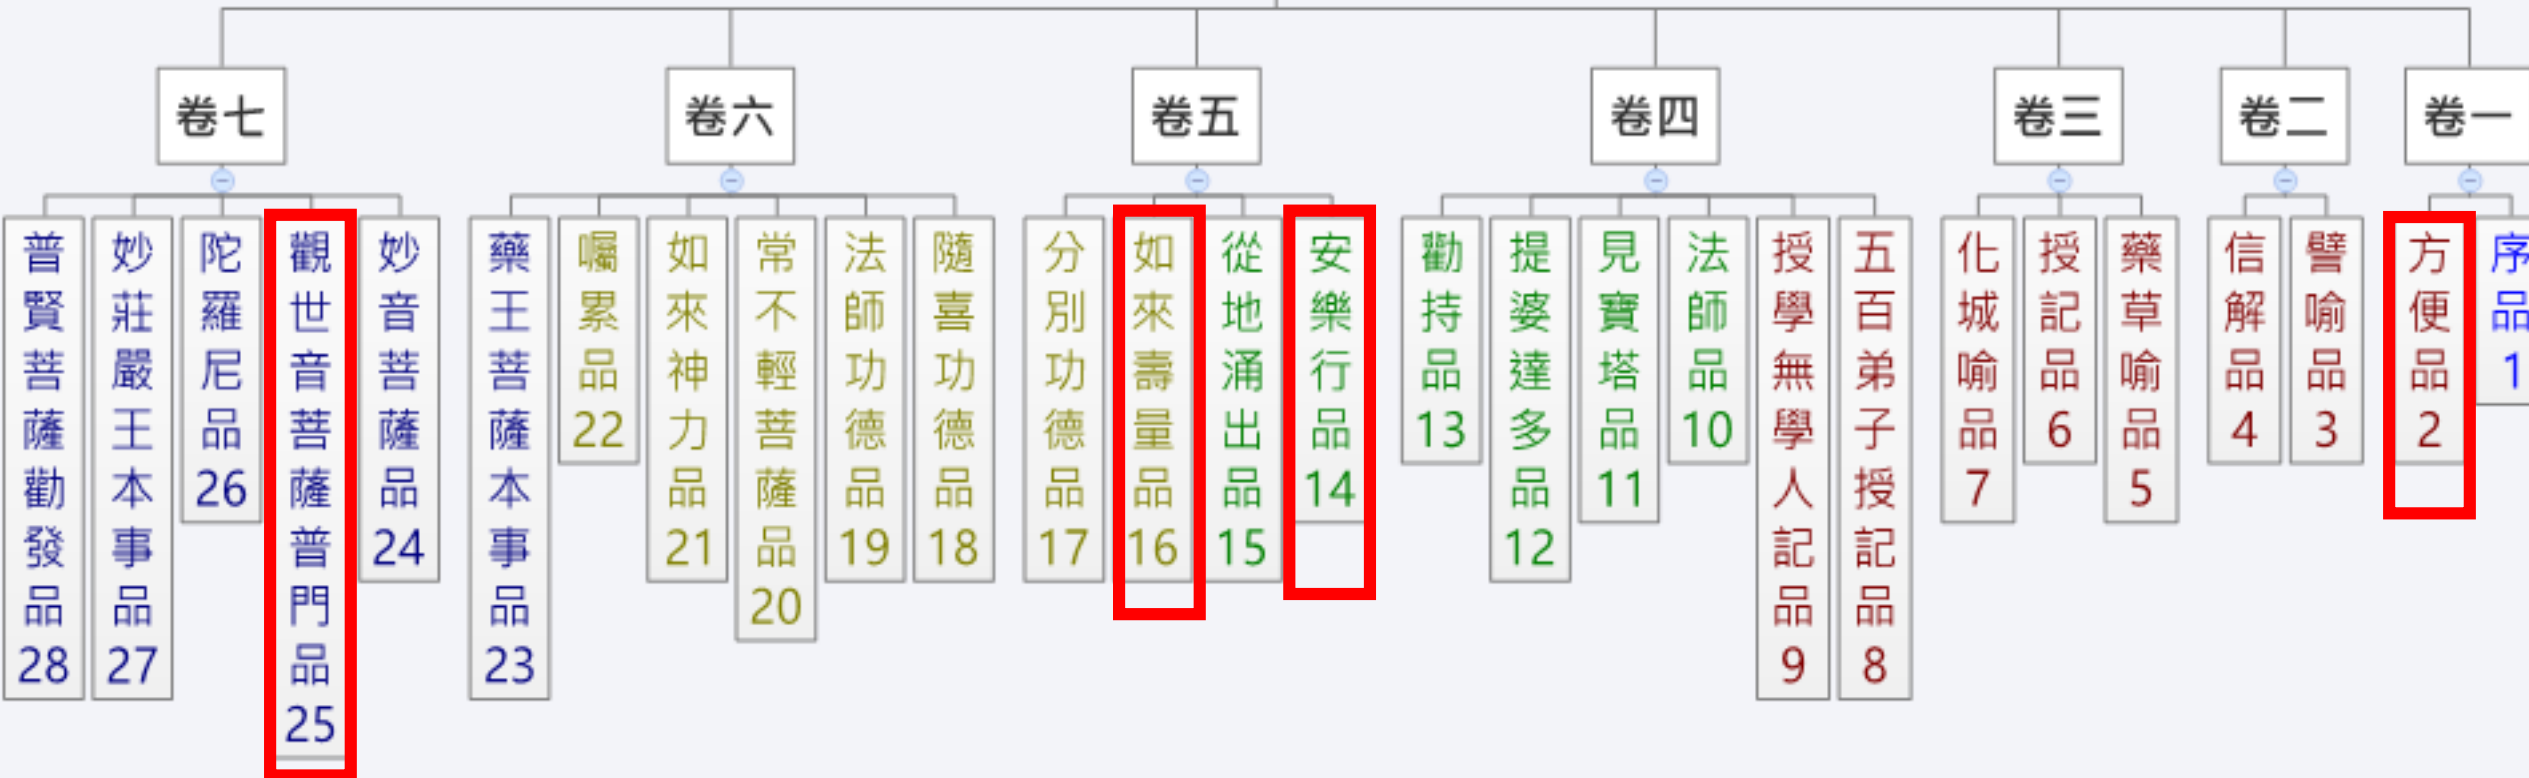 卷一
序品1
方便品2
卷二
譬喻品3
信解品4
卷三
藥草喻品5
授記品6
化城喻品7
卷四
五百弟子授記品8
授學無學人記品9
法師品10
見寶塔品11
提婆達多品12
勸持品13
卷五
安樂行品14
從地涌出品15
如來壽量品16
分別功德品17
卷六
隨喜功德品18
法師功德品19
常不輕菩薩品20
如來神力品21
囑累品22
藥王菩薩本事品23
卷七
妙音菩薩品24
觀世音菩薩普門品25
陀羅尼品26
妙莊嚴王本事品27
普賢菩薩勸發品28